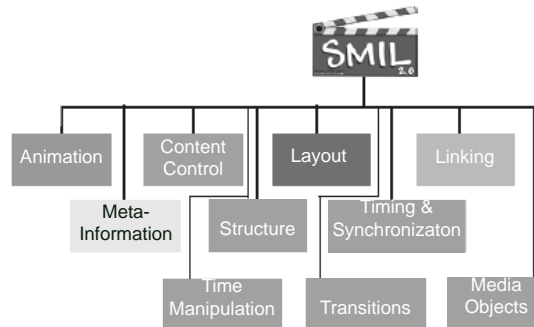 SMIL
2.0
Animation
Content
Control
Layout
Linking
Meta-
Information
Structure
Timing &
Synchronizaton
Time
Manipulation
Transitions
Media
Objects